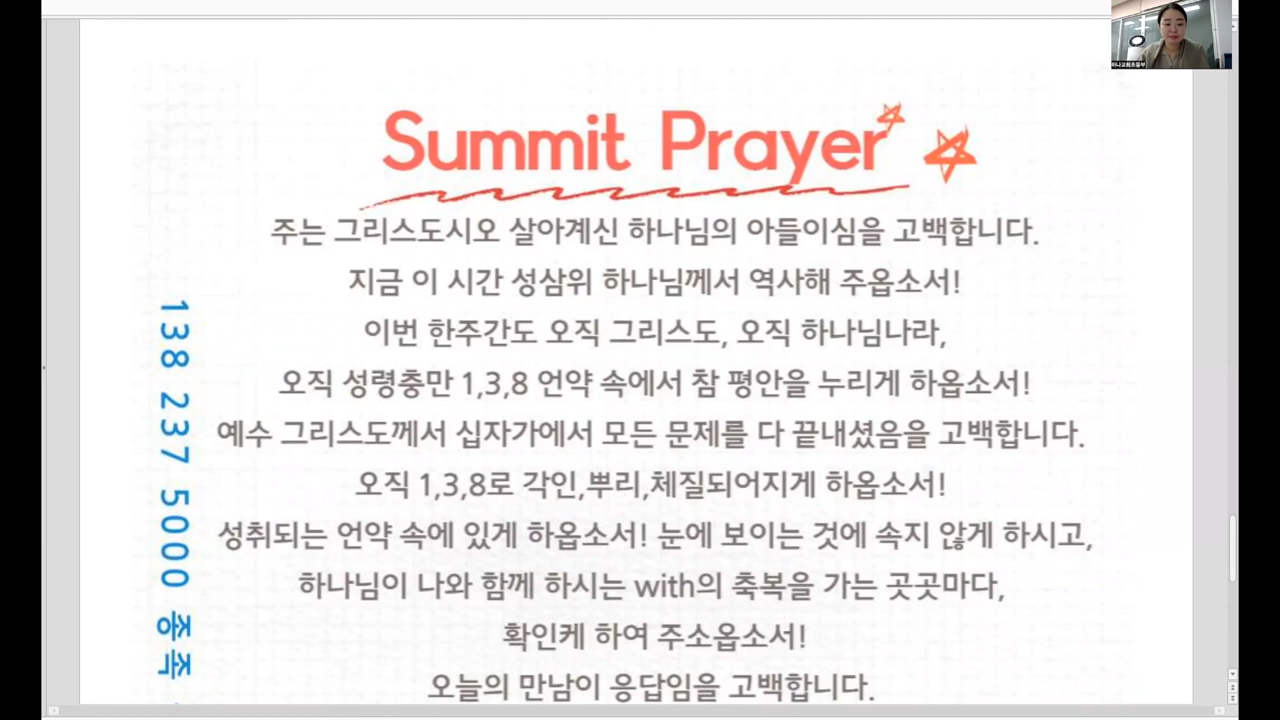 Summit Prayer
주는 그리스도시오 살아계신 하나님의 아들이심을 고백합니다.
지금 이 시간 성삼위 하나님께서 역사해 주옵소서!
이번 한주간도 오직 그리스도, 오직 하나님나라,
오직 성령충만 1,3,8 언약 속에서 참 평안을 누리게 하옵소서!
예수 그리스도께서 십자가에서 모든 문제를 다 끝내셨음을 고백합니다.
오직 1,3,8로 각인,뿌리,체질되어지게 하옵소서!
성취되는 언약 속에 있게 하옵소서! 눈에 보이는 것에 속지 않게 하시고,
하나님이 나와 함께 하시는 with의 축복을 가는 곳곳마다,
확인케 하여 주소옵소서!
오늘의 만남이 응답임을 고백합니다.
138 237 5000 종족
하나교회초등부